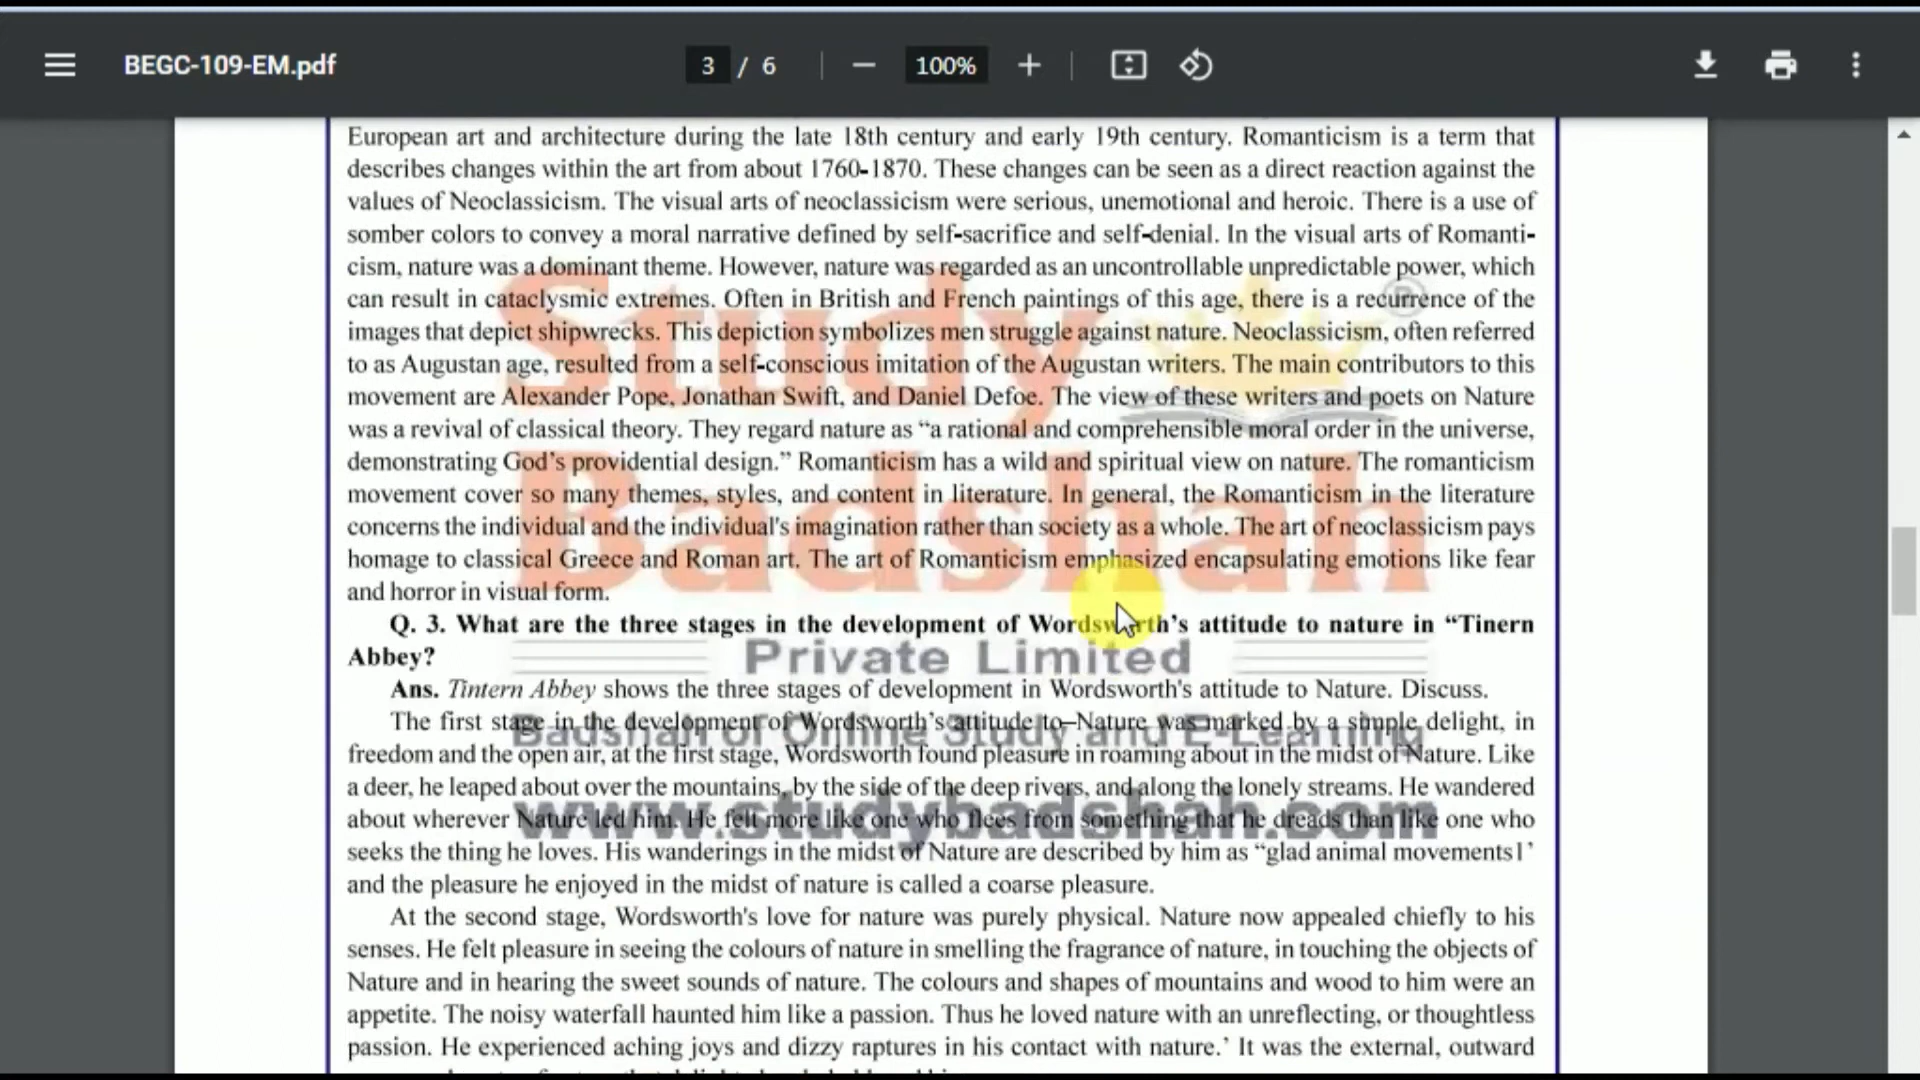 BEGC-109-EM.pdf
3 / 6
100%
European art and architecture during the late 18th century and early 19th century. Romanticism is a term that
describes changes within the art from about 1760-1870. These changes can be seen as a direct reaction against the
values of Neoclassicism. The visual arts of neoclassicism were serious, unemotional and heroic. There is a use of
somber colors to convey a moral narrative defined by self-sacrifice and self-denial. In the visual arts of Romanti-
cism, nature was a dominant theme. However, nature was regarded as an uncontrollable unpredictable power, which
can result in cataclysmic extremes. Often in British and French paintings of this age, there is a recurrence of the
images that depict shipwrecks. This depiction symbolizes men struggle against nature. Neoclassicism, often referred
to as Augustan age, resulted from a self-conscious imitation of the Augustan writers. The main contributors to this
movement are Alexander Pope, Jonathan Swift, and Daniel Defoe. The view of these writers and poets on Nature
was a revival of classical theory. They regard nature as “a rational and comprehensible moral order in the universe,
demonstrating God’s providential design.” Romanticism has a wild and spiritual view on nature. The romanticism
movement cover so many themes, styles, and content in literature. In general, the Romanticism in the literature
concerns the individual and the individual's imagination rather than society as a whole. The art of neoclassicism pays
homage to classical Greece and Roman art. The art of Romanticism emphasized encapsulating emotions like fear
and horror in visual form.
Q. 3. What are the three stages in the development of Wordsworth’s attitude to nature in “Tinern
Abbey?
Ans. Tintern Abbey shows the three stages of development in Wordsworth's attitude to Nature. Discuss.
The first stage in the development of Wordsworth’s attitude to–Nature was marked by a simple delight, in
freedom and the open air, at the first stage, Wordsworth found pleasure in roaming about in the midst of Nature. Like
a deer, he leaped about over the mountains, by the side of the deep rivers, and along the lonely streams. He wandered
about wherever Nature led him. He felt more like one who flees from something that he dreads than like one who
seeks the thing he loves. His wanderings in the midst of Nature are described by him as “glad animal movements1’
and the pleasure he enjoyed in the midst of nature is called a coarse pleasure.
At the second stage, Wordsworth's love for nature was purely physical. Nature now appealed chiefly to his
senses. He felt pleasure in seeing the colours of nature in smelling the fragrance of nature, in touching the objects of
Nature and in hearing the sweet sounds of nature. The colours and shapes of mountains and wood to him were an
appetite. The noisy waterfall haunted him like a passion. Thus he loved nature with an unreflecting, or thoughtless
passion. He experienced aching joys and dizzy raptures in his contact with nature.’ It was the external, outward
Study
Badshah
®
Private Limited
Badshah of Online Study and E-Learning
www.studybadshah.com